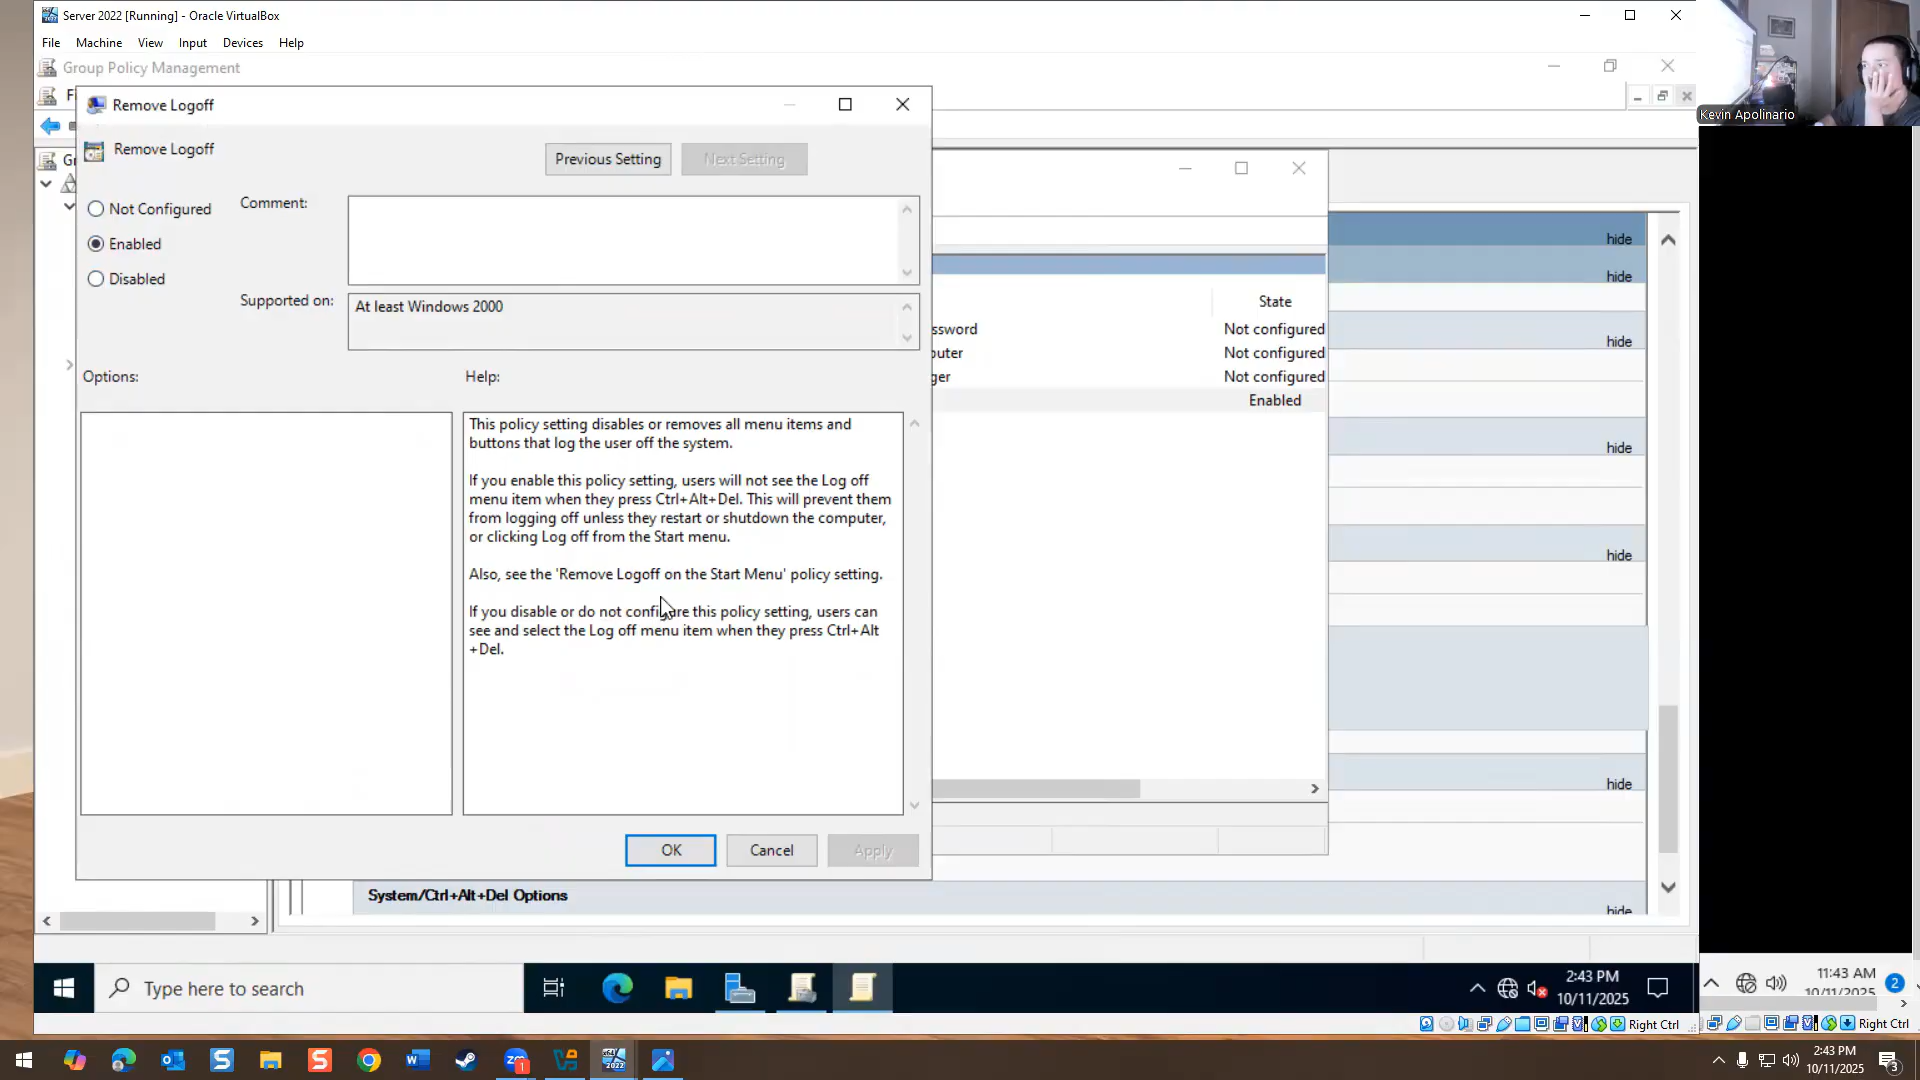 Server 2022 [Running] - Oracle VirtualBox
File Machine View Input Devices Help
Group Policy Management
Kevin Apolinario
Remove Logoff
Remove Logoff
Previous Setting
Next Setting
Not Configured
Enabled
Disabled
Comment:
Supported on:
At least Windows 2000
Options:
Help:
This policy setting disables or removes all menu items and
buttons that log the user off the system.
If you enable this policy setting, users will not see the Log off
menu item when they press Ctrl+Alt+Del. This will prevent them
from logging off unless they restart or shutdown the computer,
or clicking Log off from the Start menu.
Also, see the 'Remove Logoff on the Start Menu' policy setting.
If you disable or do not configure this policy setting, users can
see and select the Log off menu item when they press Ctrl+Alt
+Del.
OK
Cancel
Apply
State
ssword Not configured
puter Not configured
ger Not configured
Enabled
hide
hide
hide
hide
hide
hide
System/Ctrl+Alt+Del Options
hide
Type here to search
2:43 PM
10/11/2025
11:43 AM
10/11/2025
2
Right Ctrl
Right Ctrl
2:43 PM
10/11/2025
3